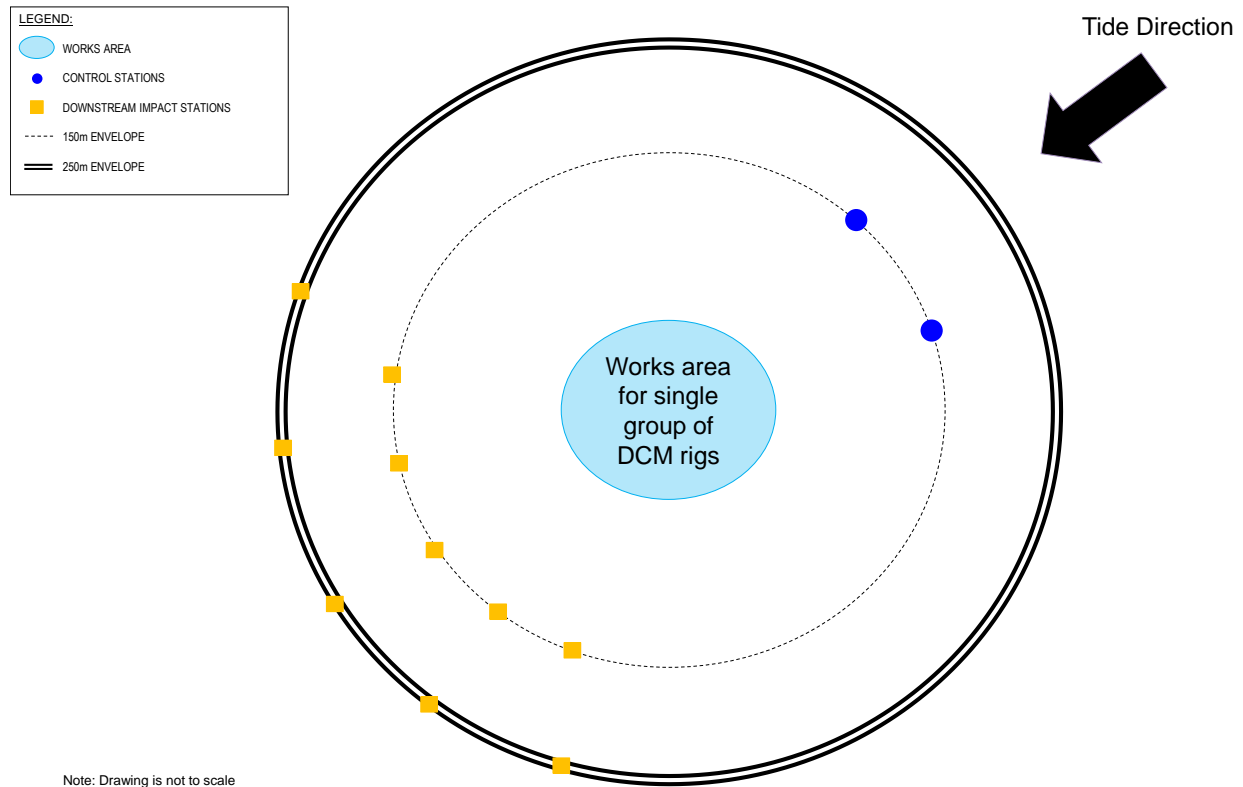 LEGEND:
WORKS AREA
CONTROL STATIONS
DOWNSTREAM IMPACT STATIONS
150m ENVELOPE
250m ENVELOPE
Tide Direction
Works area
for single
group of
DCM rigs
Note: Drawing is not to scale